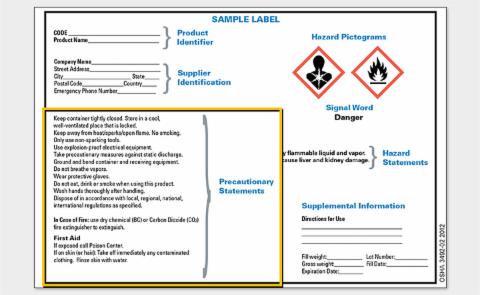 SAMPLE LABEL
CODE
Product Name
Product
Identifier
Company Name
Street Address
City State
Postal Code Country
Emergency Phone Number
Supplier
Identification
Hazard Pictograms
Signal Word
Danger
Keep container tightly closed. Store in a cool,
well-ventilated place that is locked.
Keep away from heat/sparks/open flame. No smoking.
Only use non-sparking tools.
Use explosion-proof electrical equipment.
Take precautionary measures against static discharge.
Ground and bond container and receiving equipment.
Do not breathe vapors.
Wear protective gloves.
Do not eat, drink or smoke when using this product.
Wash hands thoroughly after handling.
Dispose of in accordance with local, regional, national,
international regulations as specified.
In Case of Fire: use dry chemical (BC) or Carbon Dioxide (CO₂)
fire extinguisher to extinguish.
First Aid
If exposed call Poison Center.
If on skin (or hair): Take off immediately any contaminated
clothing. Rinse skin with water.
Precautionary
Statements
flammable liquid and vapor.
cause liver and kidney damage.
Hazard
Statements
Supplemental Information
Directions for Use
Fill weight: Lot Number:
Gross weight: Fill Date:
Expiration Date:
OSHA 3492-02 2012